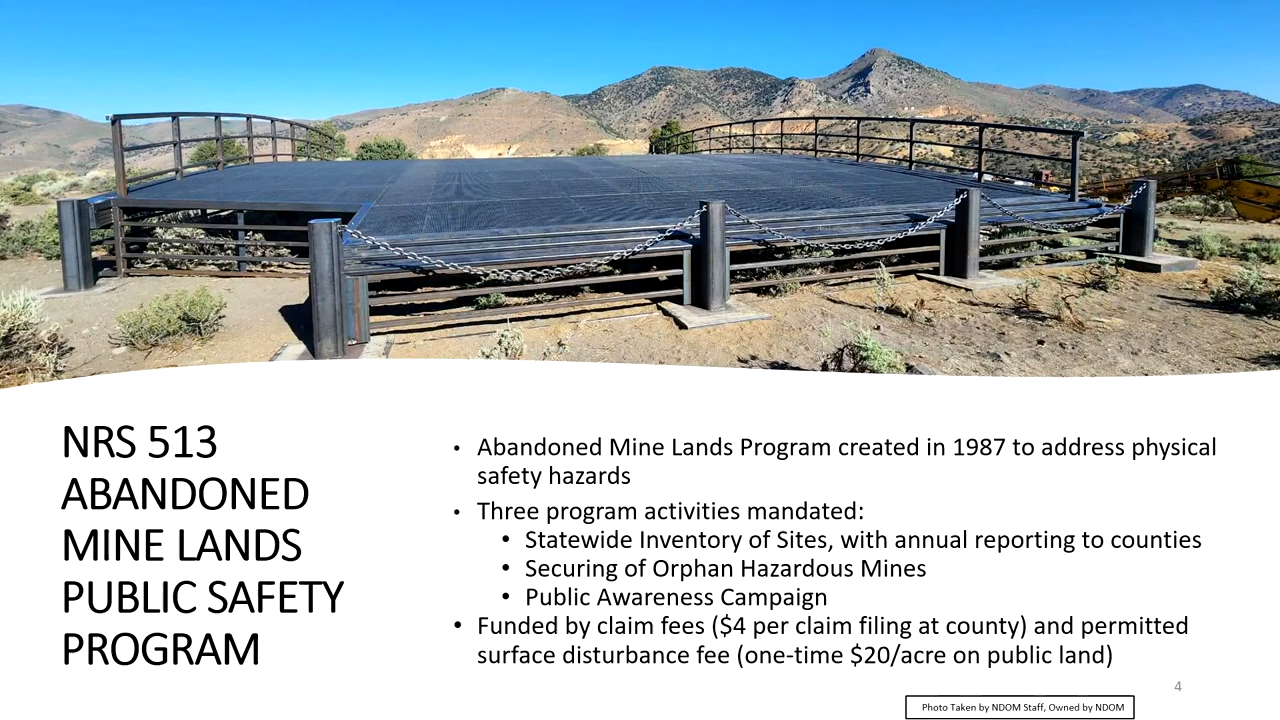 NRS 513
ABANDONED
MINE LANDS
PUBLIC SAFETY
PROGRAM
• Abandoned Mine Lands Program created in 1987 to address physical
safety hazards
• Three program activities mandated:
• Statewide Inventory of Sites, with annual reporting to counties
• Securing of Orphan Hazardous Mines
• Public Awareness Campaign
• Funded by claim fees ($4 per claim filing at county) and permitted
surface disturbance fee (one-time $20/acre on public land)
4
Photo Taken by NDOM Staff, Owned by NDOM